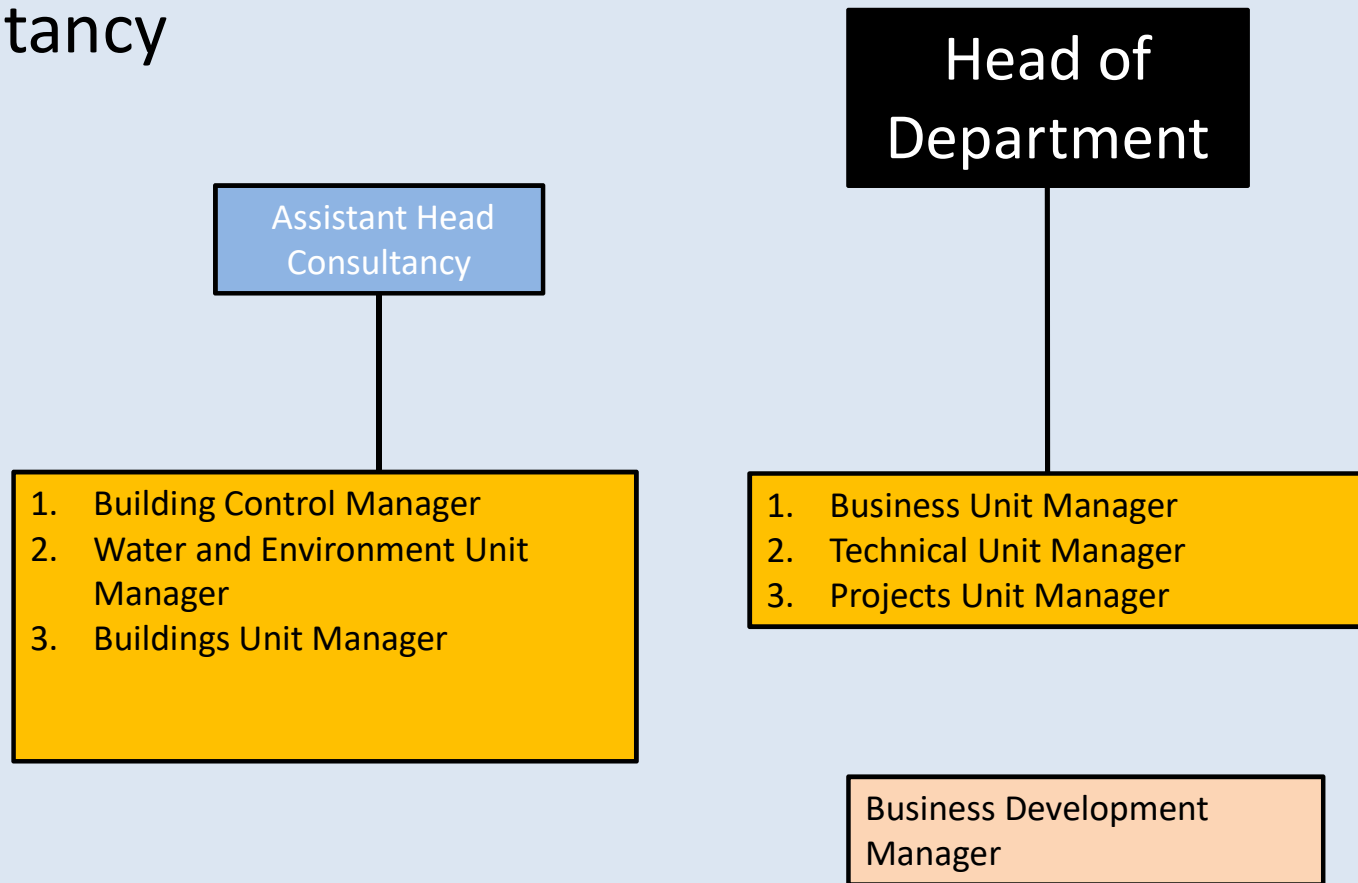 tancy
Head of
Department
Assistant Head
Consultancy
1. Building Control Manager
2. Water and Environment Unit
Manager
3. Buildings Unit Manager
1. Business Unit Manager
2. Technical Unit Manager
3. Projects Unit Manager
Business Development
Manager